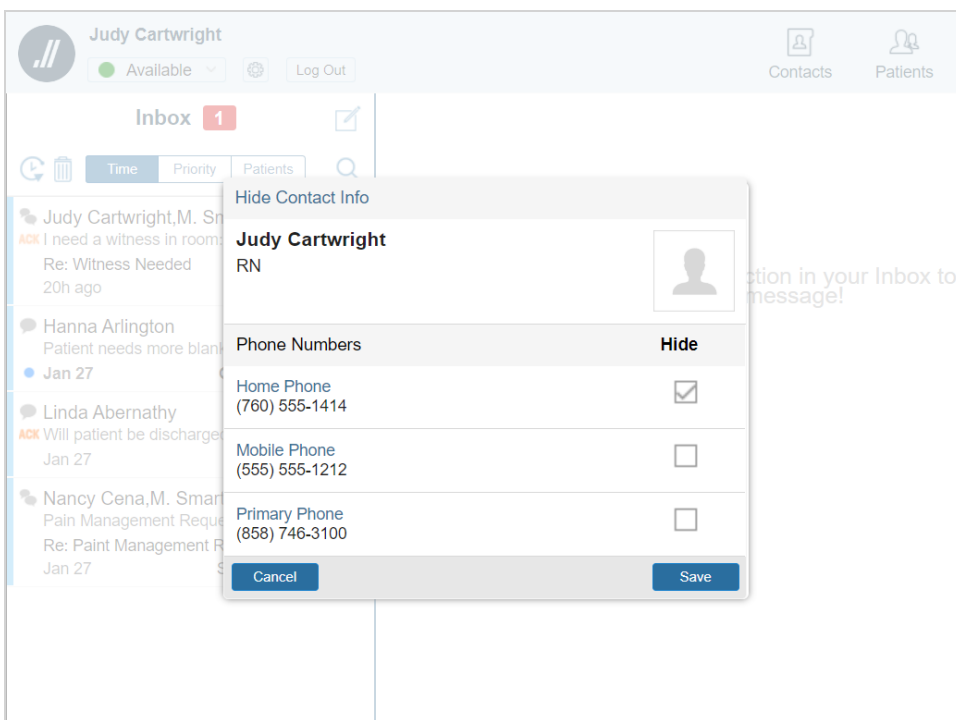 Judy Cartwright
Available
Log Out
Contacts
Patients
Inbox 1
Time Priority Patients
Judy Cartwright,M. Sm
ACK I need a witness in room:
Re: Witness Needed
20h ago
Hanna Arlington
Patient needs more blan
Jan 27
Linda Abernathy
ACK Will patient be discharge
Jan 27
Nancy Cena,M. Smart
Pain Management Reque
Re: Paint Management R
Jan 27
ction in your Inbox to
message!
Hide Contact Info
Judy Cartwright
RN
Phone Numbers Hide
Home Phone
(760) 555-1414
Mobile Phone
(555) 555-1212
Primary Phone
(858) 746-3100
Cancel Save